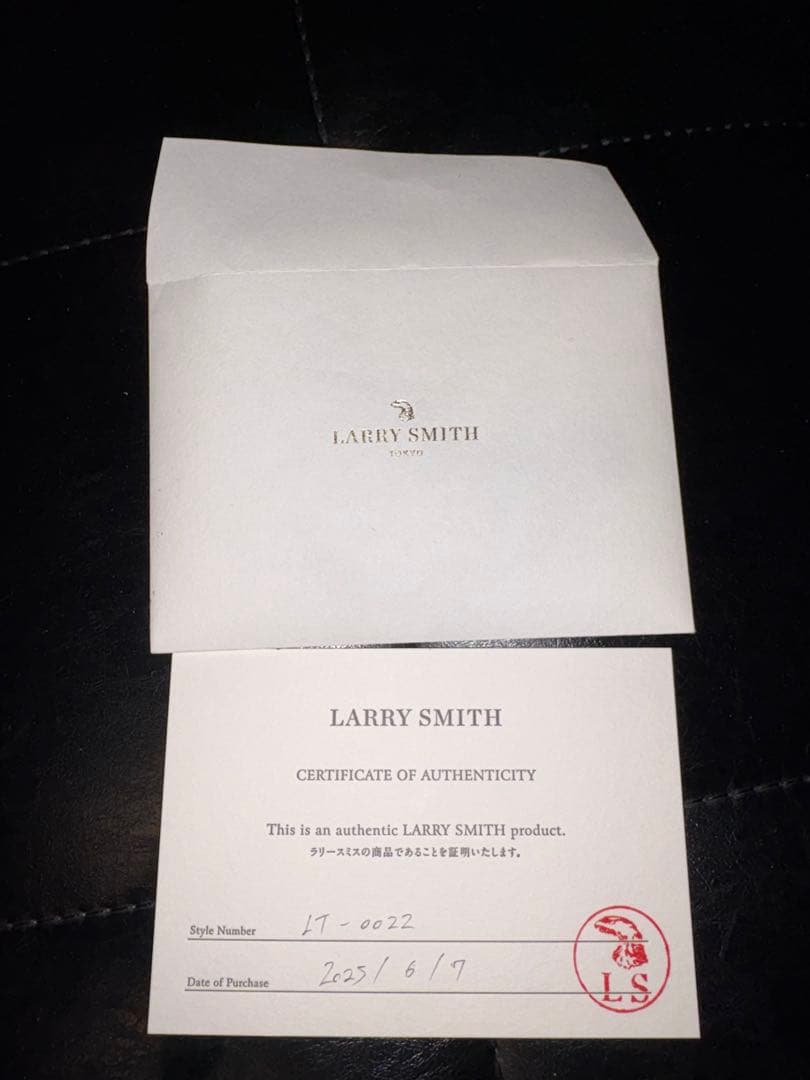 LARRY SMITH
TOKYO
LARRY SMITH
CERTIFICATE OF AUTHENTICITY
This is an authentic LARRY SMITH product.
ラリースミスの商品であることを証明いたします。
Style Number LT-0022
Date of Purchase 2025/6/7
LS